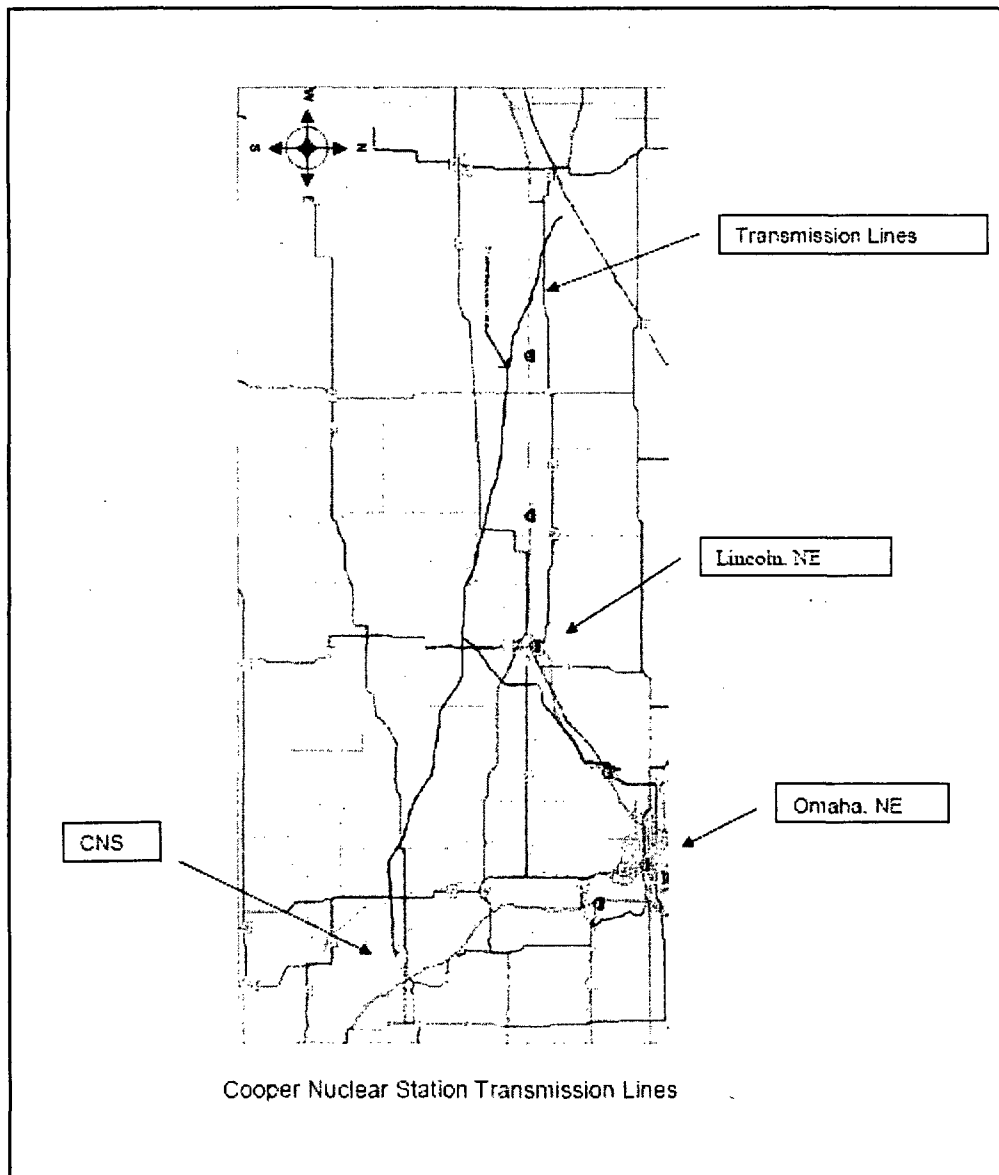 W
S
N
E
Transmission Lines
Lincoln, NE
Omaha, NE
CNS
Cooper Nuclear Station Transmission Lines